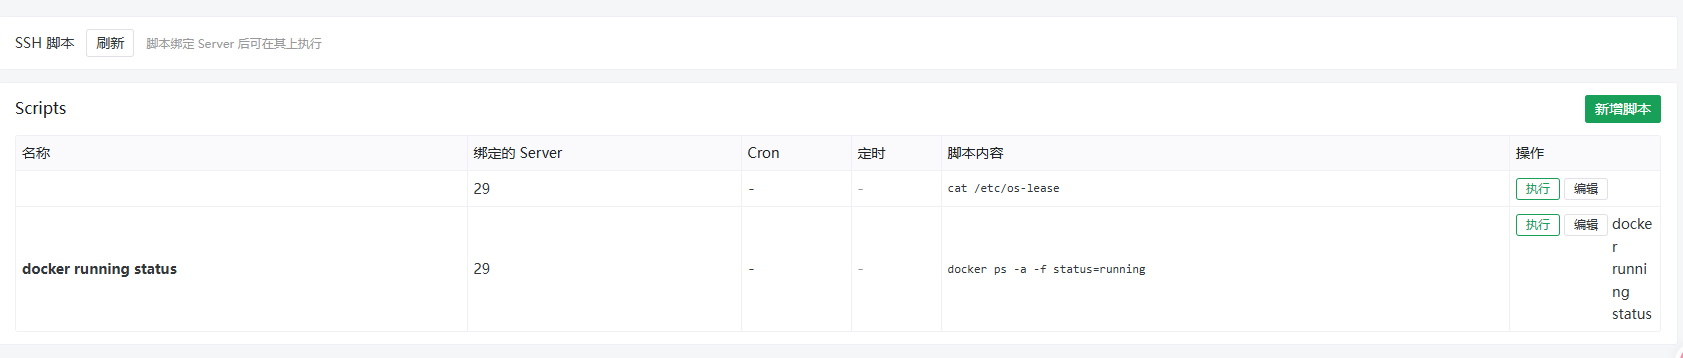 SSH 脚本 刷新 脚本绑定 Server 后可在其上执行
Scripts 新增脚本
名称 绑定的 Server Cron 定时 脚本内容 操作
29 - - cat /etc/os-lease 执行 编辑
docker running status 29 - - docker ps -a -f status=running 执行 编辑 docke
r
runni
ng
status